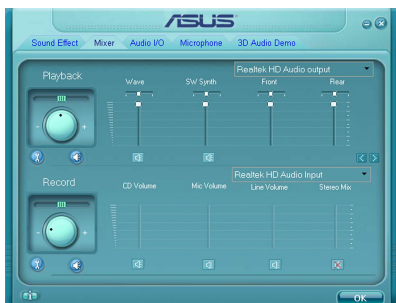 ASUS
Sound Effect Mixer Audio I/O Microphone 3D Audio Demo
Playback
Realtek HD Audio output
Wave SW Synth Front Rear
Record
Realtek HD Audio Input
CD Volume Mic Volume Line Volume Stereo Mix
OK